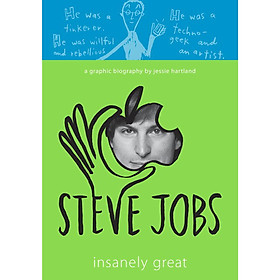 He was a
tinkerer.
He was willful
and rebellious.
He was a
techno-
geek and
an artist.
a graphic biography by jessie hartland
STEVE JOBS
insanely great